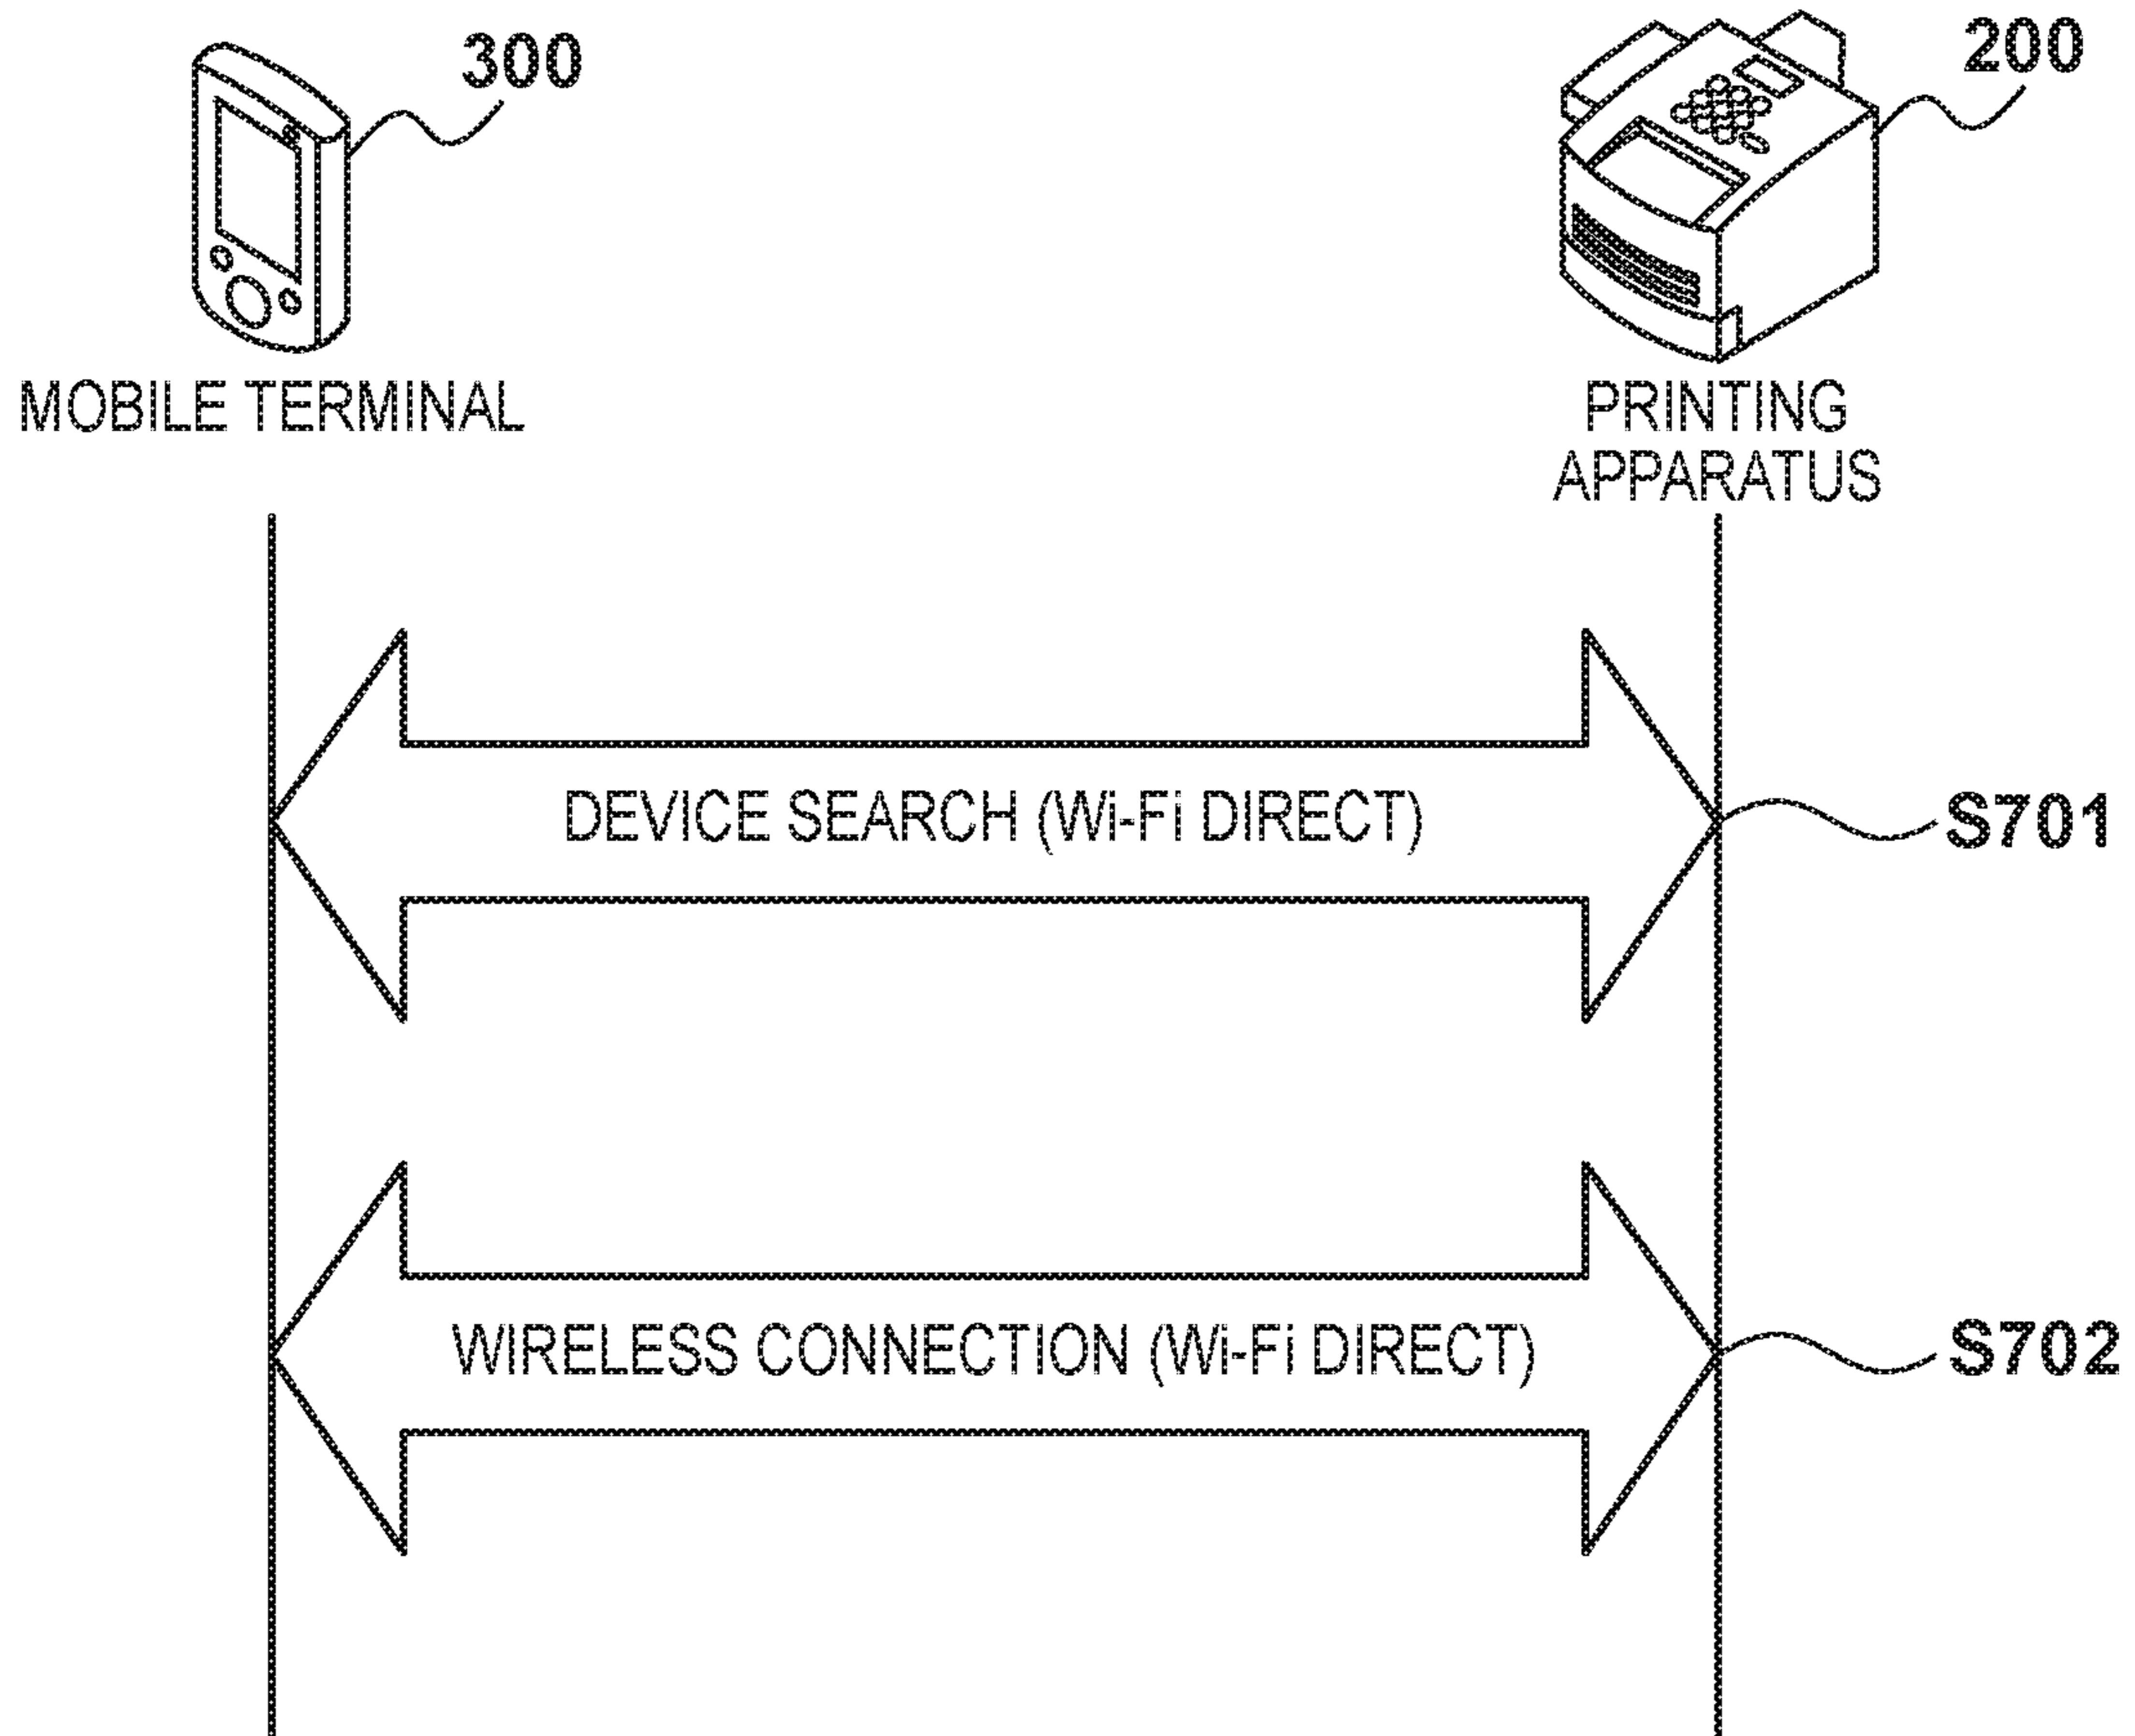 300
200
MOBILE TERMINAL
PRINTING
APPARATUS
DEVICE SEARCH (Wi-Fi DIRECT)
S701
WIRELESS CONNECTION (Wi-Fi DIRECT)
S702